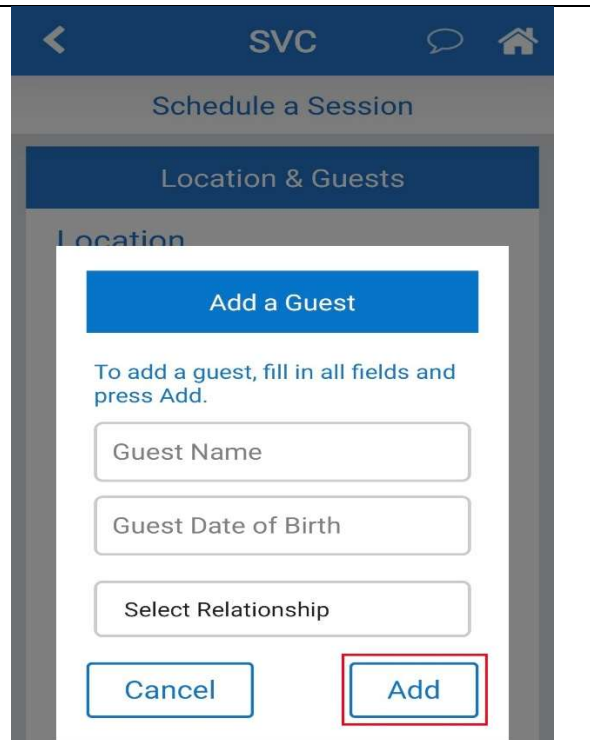 SVC
Schedule a Session
Location & Guests
Location
Add a Guest
To add a guest, fill in all fields and
press Add.
Guest Name
Guest Date of Birth
Select Relationship
Cancel
Add